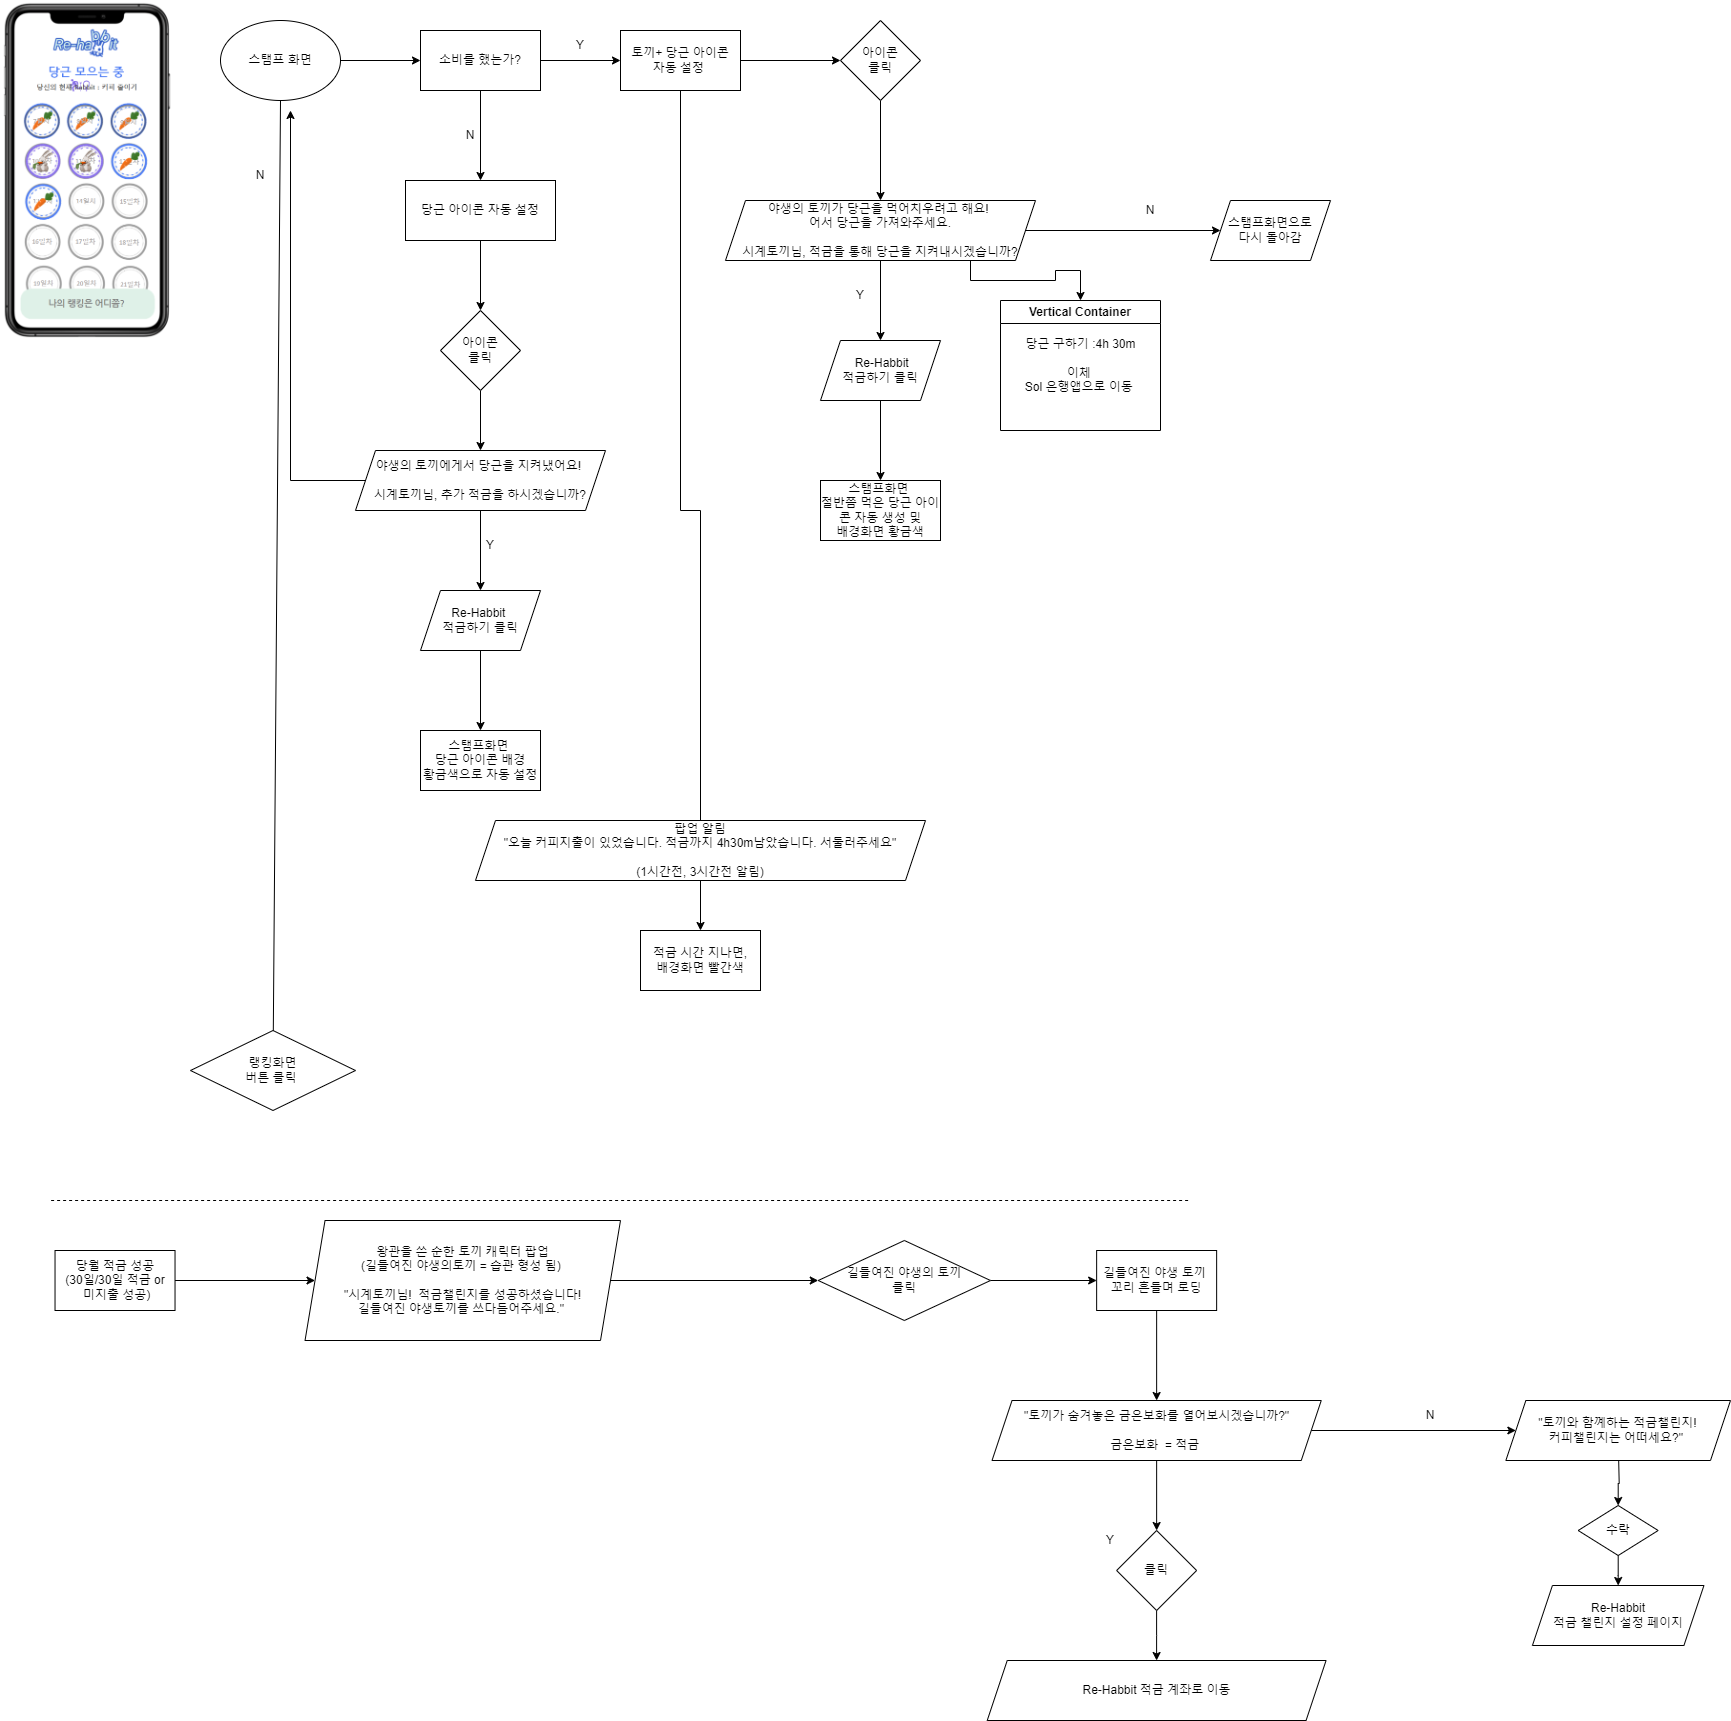 Re-habbit
당근 모으는 중
당신의 현재 : 커피 줄이기
14일차
15일차
16일차
17일차
18일차
19일차
20일차
21일차
나의 랭킹은 어디쯤?
스탬프 화면
소비를 했는가?
Y
토끼+ 당근 아이콘
자동 설정
아이콘
클릭
N
N
당근 아이콘 자동 설정
야생의 토끼가 당근을 먹어치우려고 해요!
어서 당근을 가져와주세요.
시계토끼님, 적금을 통해 당근을 지켜내시겠습니까?
N
스탬프화면으로
다시 돌아감
Y
Vertical Container
당근 구하기 :4h 30m
이체
Sol 은행앱으로 이동
아이콘
클릭
Re-Habbit
적금하기 클릭
야생의 토끼에게서 당근을 지켜냈어요!
시계토끼님, 추가 적금을 하시겠습니까?
스탬프화면
절반쯤 먹은 당근 아이
콘 자동 생성 및
배경화면 황금색
Y
Re-Habbit
적금하기 클릭
스탬프화면
당근 아이콘 배경
황금색으로 자동 설정
팝업 알림
"오늘 커피지출이 있었습니다. 적금까지 4h30m남았습니다. 서둘러주세요"
(1시간전, 3시간전 알림)
적금 시간 지나면,
배경화면 빨간색
랭킹화면
버튼 클릭
당월 적금 성공
(30일/30일 적금 or
미지출 성공)
왕관을 쓴 순한 토끼 캐릭터 팝업
(길들여진 야생의토끼 = 습관 형성 됨)
"시계토끼님! 적금챌린지를 성공하셨습니다!
길들여진 야생토끼를 쓰다듬어주세요."
길들여진 야생의 토끼
클릭
길들여진 야생 토끼
꼬리 흔들며 로딩
"토끼가 숨겨놓은 금은보화를 열어보시겠습니까?"
금은보화 = 적금
N
"토끼와 함꼐하는 적금챌린지!
커피챌린지는 어떠세요?"
Y
클릭
수락
Re-Habbit
적금 챌린지 설정 페이지
Re-Habbit 적금 계좌로 이동